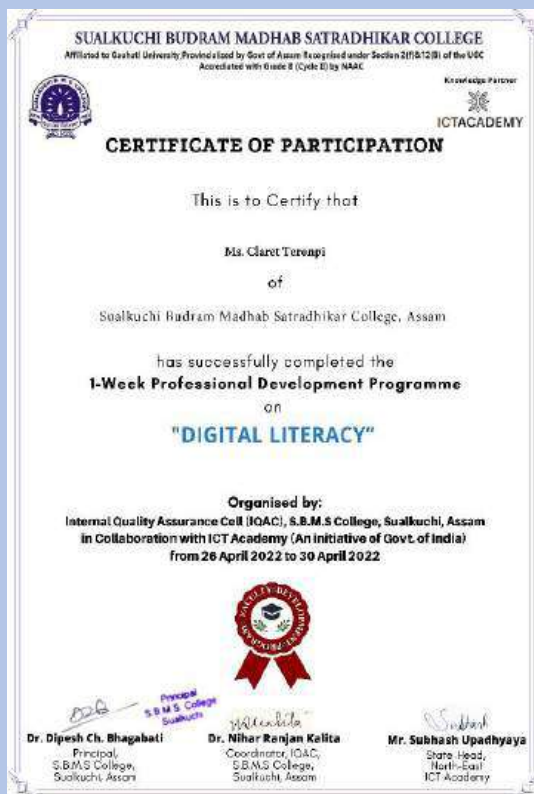 SUALKUCHI BUDRAM MADHAB SATRADHIKAR COLLEGE
Affiliated to Gauhati University, Provincialised by Govt of Assam Recognised under Section 2(f)&12(B) of the UGC
Accredited with Grade B (Cycle II) by NAAC
Knowledge Partner
ICTACADEMY
CERTIFICATE OF PARTICIPATION
This is to Certify that
Ms. Claret Teronpi
of
Sualkuchi Budram Madhab Satradhikar College, Assam
has successfully completed the
1-Week Professional Development Programme
on
"DIGITAL LITERACY"
Organised by:
Internal Quality Assurance Cell (IQAC), S.B.M.S College, Sualkuchi, Assam
in Collaboration with ICT Academy (An initiative of Govt. of India)
from 26 April 2022 to 30 April 2022
FACULTY DEVELOPMENT PROGRAM
Principal
S.B.M.S. College
Sualkuchi
Dr. Dipesh Ch. Bhagabati
Principal,
S.B.M.S College,
Sualkuchi, Assam
Dr. Nihar Ranjan Kalita
Coordinator, IQAC,
S.B.M.S College,
Sualkuchi, Assam
Mr. Subhash Upadhyaya
State Head,
North-East
ICT Academy